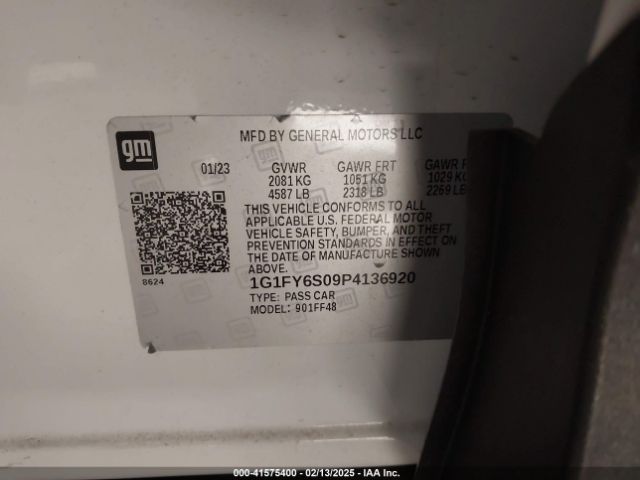 gm
MFD BY GENERAL MOTORS LLC
01/23 GVWR GAWR FRT GAWR RR
2081 KG 1051 KG 1029 KG
4587 LB 2318 LB 2269 LB
THIS VEHICLE CONFORMS TO ALL
APPLICABLE U.S. FEDERAL MOTOR
VEHICLE SAFETY, BUMPER, AND THEFT
PREVENTION STANDARDS IN EFFECT ON
THE DATE OF MANUFACTURE SHOWN
ABOVE.
8624
1G1FY6S09P4136920
TYPE: PASS CAR
MODEL: 901FF48
000-41575400 - 02/13/2025 - IAA Inc.